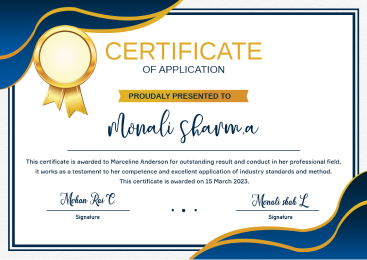 CERTIFICATE
OF APPLICATION
PROUDALY PRESENTED TO
Monali Sharm,a
This certificate is awarded to Marceline Anderson for outstanding result and conduct in her professional field,
it works as a testament to her competence and excellent application of industry standards and method.
This certificate is awarded on 15 March 2023.
Mohan Rai C.
Monali shah L
Signature
Signature